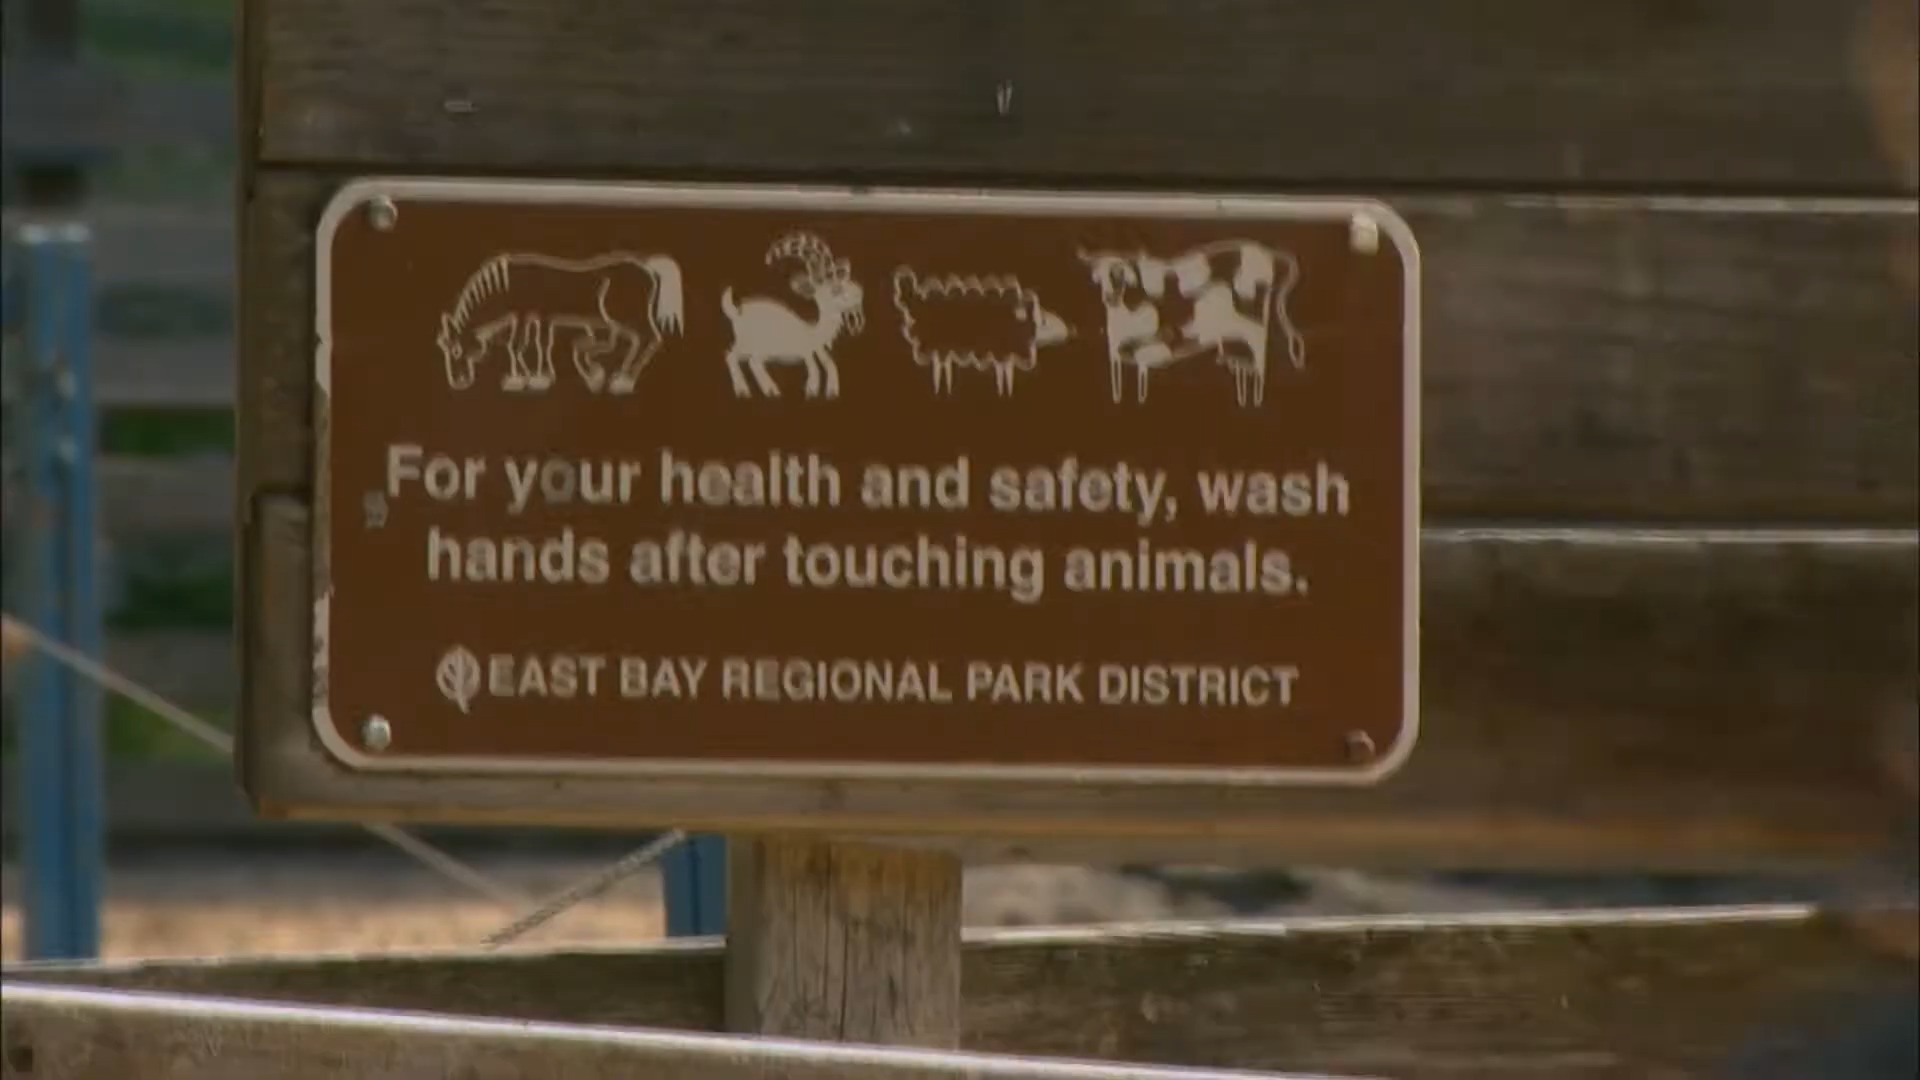 For your health and safety, wash
hands after touching animals.
EAST BAY REGIONAL PARK DISTRICT